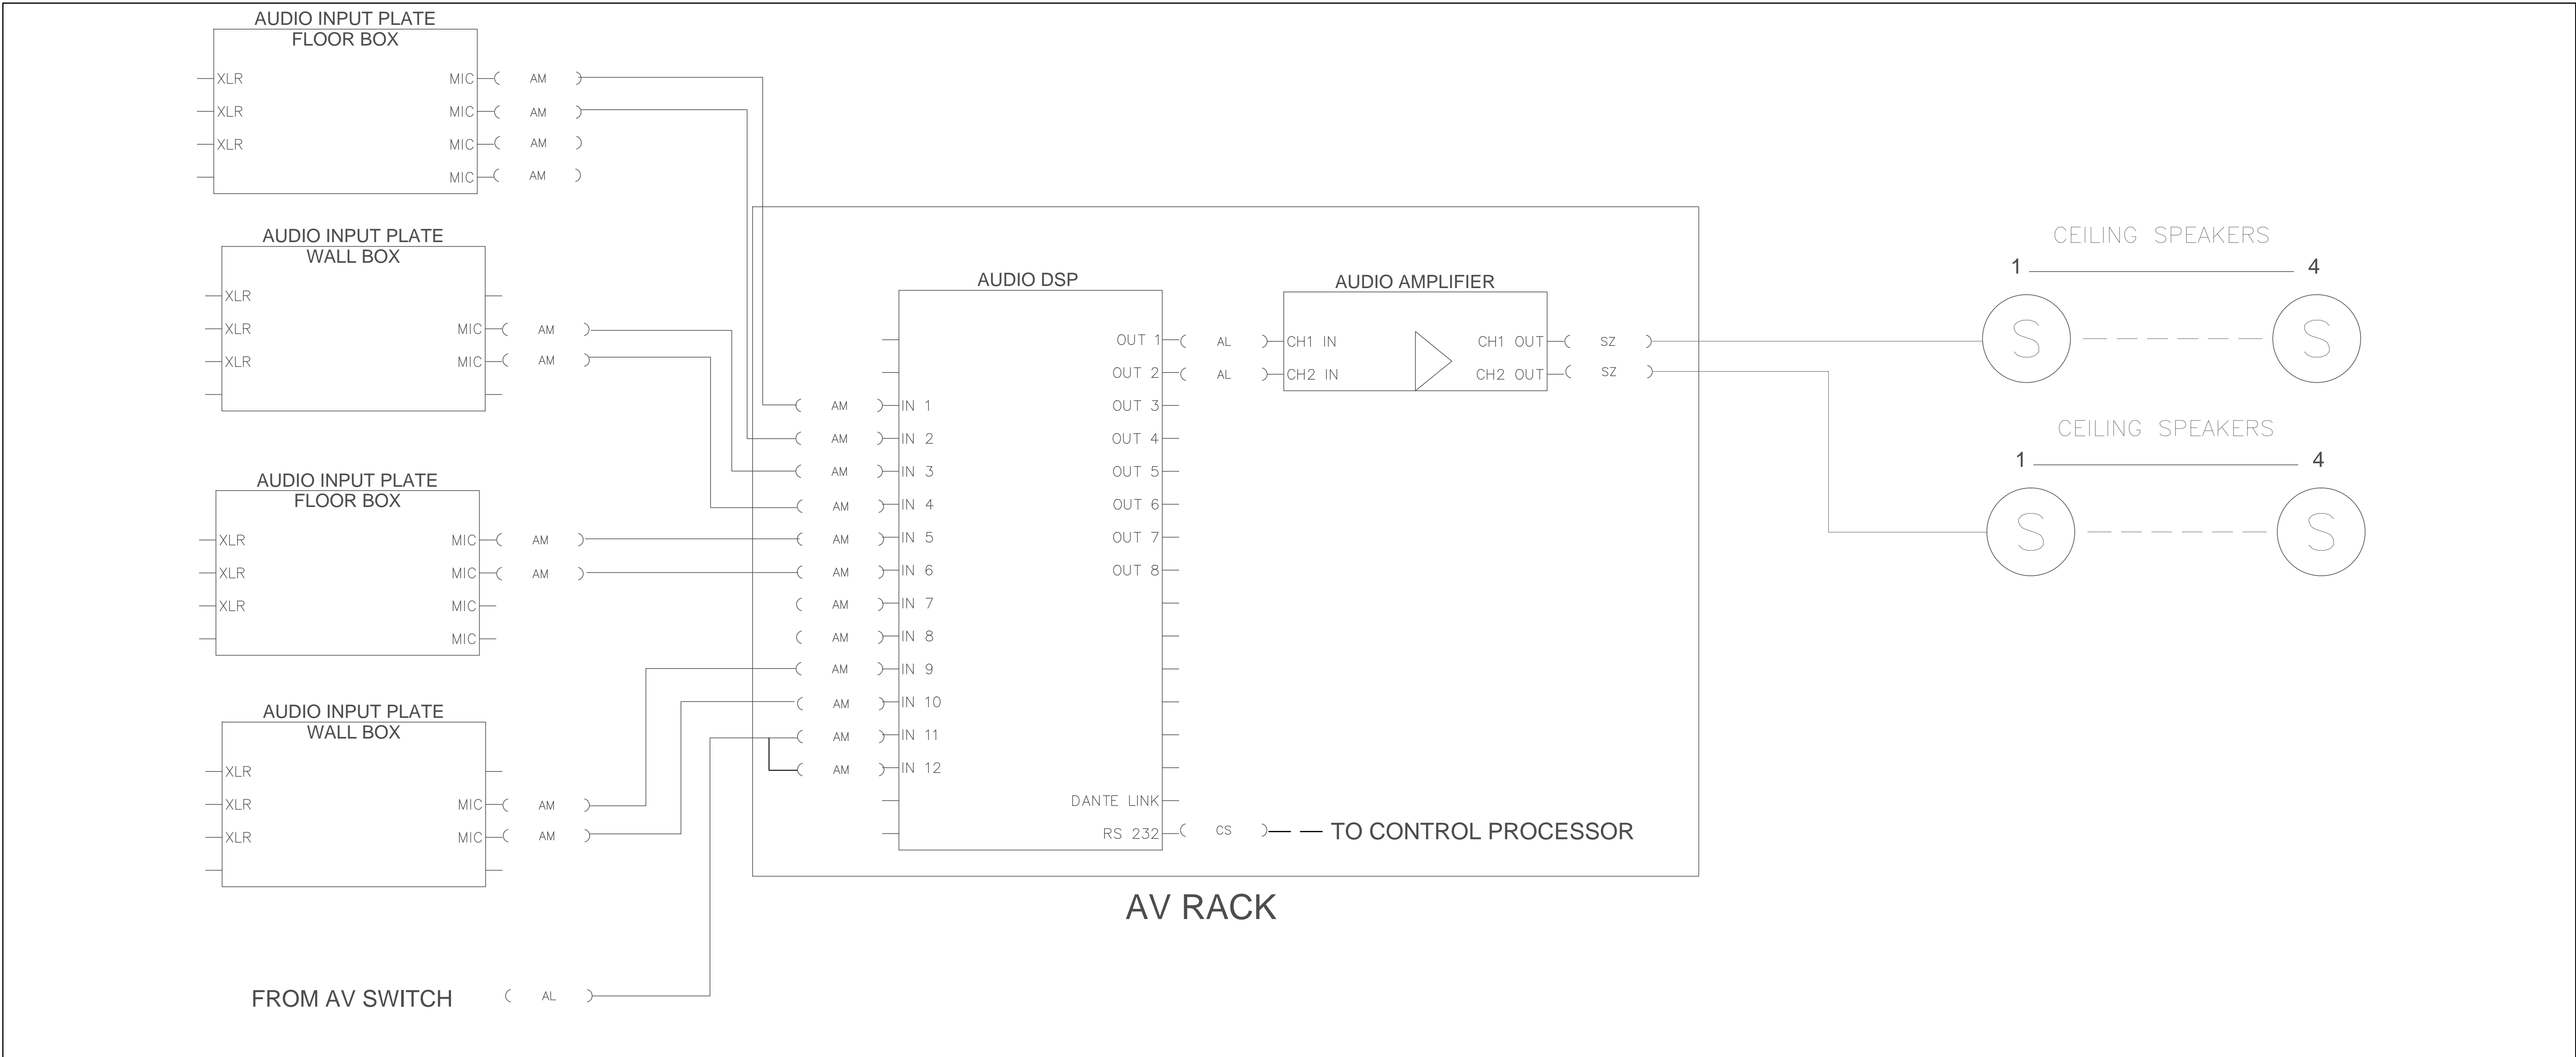 AUDIO INPUT PLATE
FLOOR BOX
XLR MIC AM
XLR MIC AM
XLR MIC AM
MIC AM
AUDIO INPUT PLATE
WALL BOX
XLR
XLR MIC AM
XLR MIC AM
AUDIO INPUT PLATE
FLOOR BOX
XLR MIC AM
XLR MIC AM
XLR MIC
MIC
AUDIO INPUT PLATE
WALL BOX
XLR
XLR MIC AM
XLR MIC AM
FROM AV SWITCH AL
AUDIO DSP
OUT 1 AL
OUT 2 AL
AM IN 1 OUT 3
AM IN 2 OUT 4
AM IN 3 OUT 5
AM IN 4 OUT 6
AM IN 5 OUT 7
AM IN 6 OUT 8
AM IN 7
AM IN 8
AM IN 9
AM IN 10
AM IN 11
AM IN 12
DANTE LINK
RS 232 CS TO CONTROL PROCESSOR
AUDIO AMPLIFIER
CH1 IN CH1 OUT SZ
CH2 IN CH2 OUT SZ
AV RACK
CEILING SPEAKERS
1 4
S S
CEILING SPEAKERS
1 4
S S